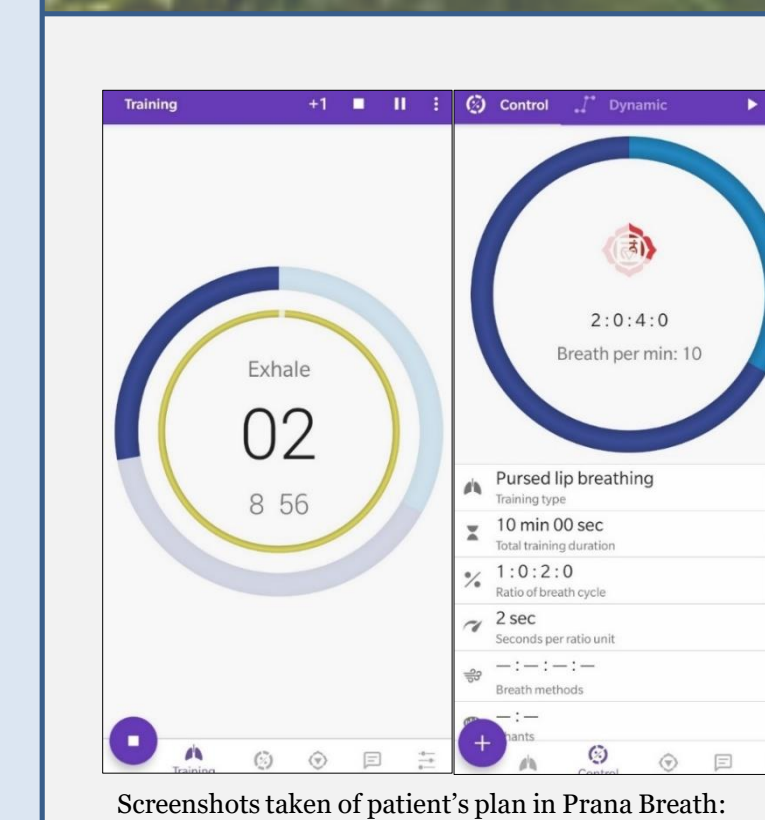 Training +1
Exhale
02
8 56
Training
Control Dynamic
2:0:4:0
Breath per min: 10
Pursed lip breathing
Training type
10 min 00 sec
Total training duration
1:0:2:0
Ratio of breath cycle
2 sec
Seconds per ratio unit
–:–:–:–
Breath methods
–:–
hants
Control
Screenshots taken of patient’s plan in Prana Breath: